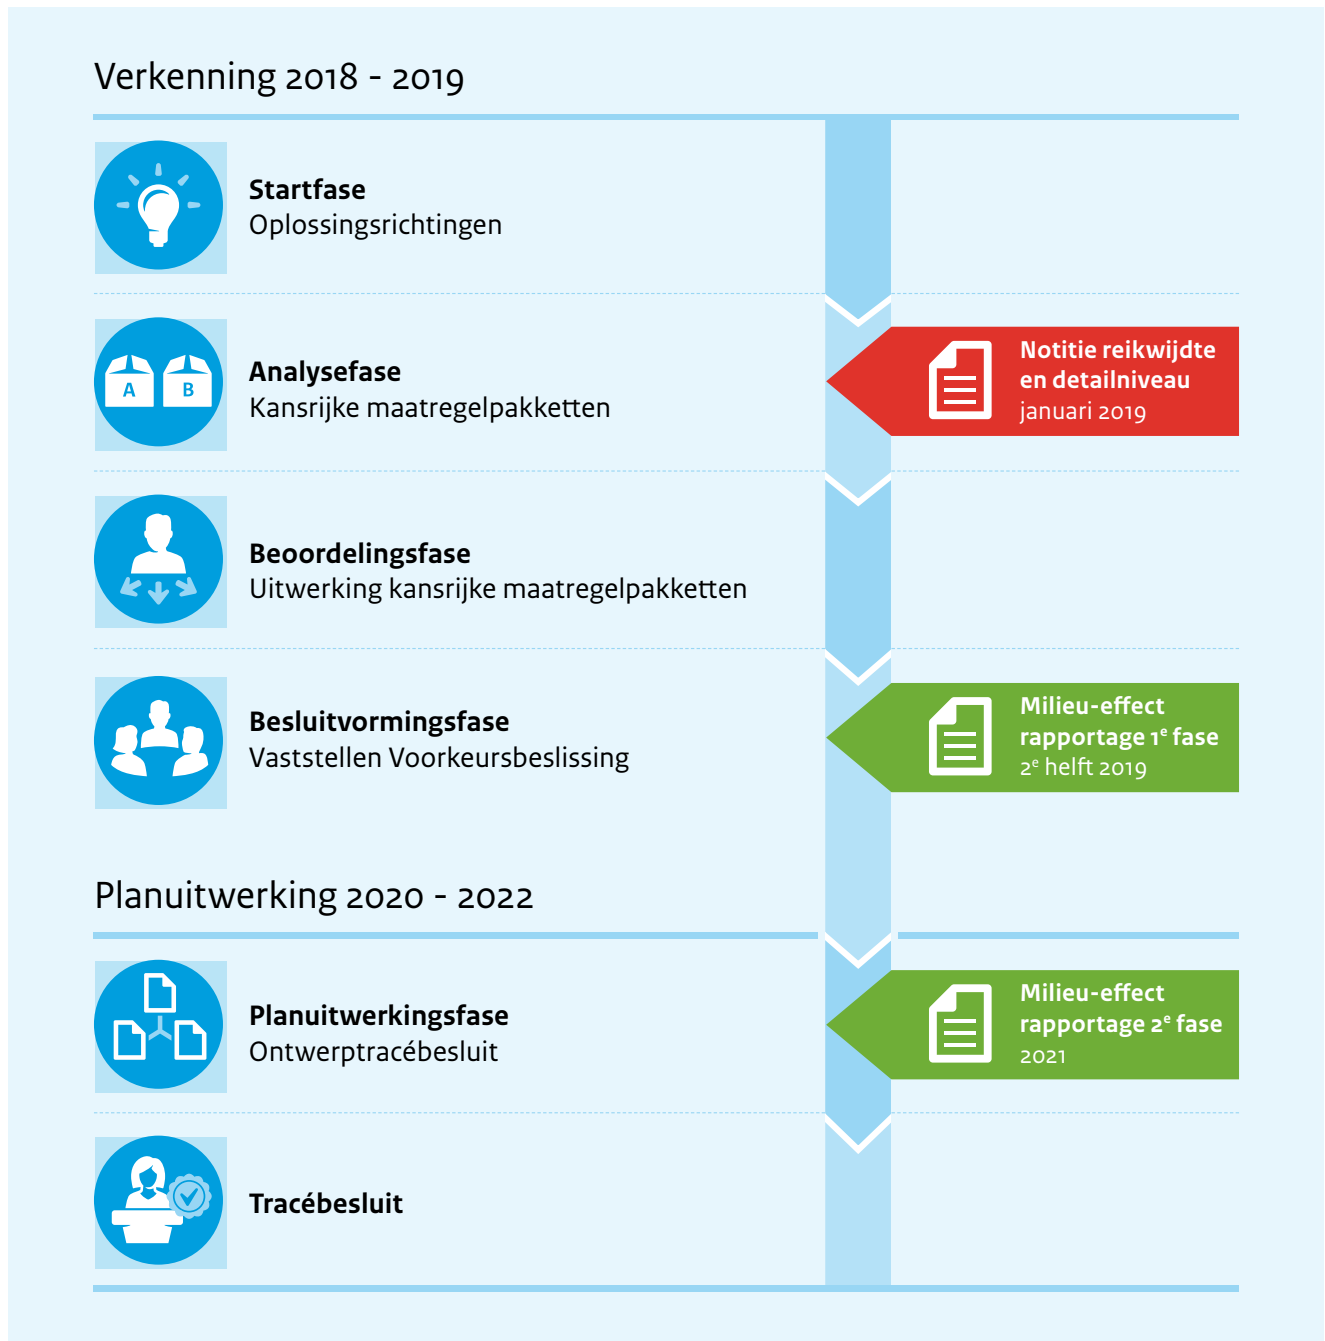 Verkenning 2018 - 2019
Startfase
Oplossingsrichtingen
Analysefase
Kansrijke maatregelpakketten
A
B
Notitie reikwijdte
en detailniveau
januari 2019
Beoordelingsfase
Uitwerking kansrijke maatregelpakketten
Besluitvormingsfase
Vaststellen Voorkeursbeslissing
Milieu-effect
rapportage 1e fase
2e helft 2019
Planuitwerking 2020 - 2022
Planuitwerkingsfase
Ontwerptracébesluit
Milieu-effect
rapportage 2e fase
2021
Tracébesluit